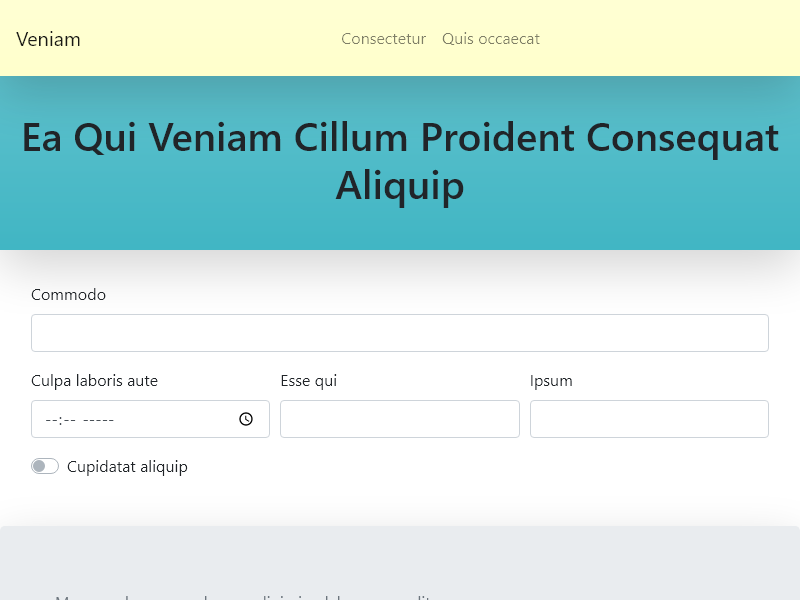 Veniam
Consectetur
Quis occaecat
Ea Qui Veniam Cillum Proident Consequat
Aliquip
Commodo
Culpa laboris aute
Esse qui
Ipsum
--:-- -----
Cupidatat aliquip